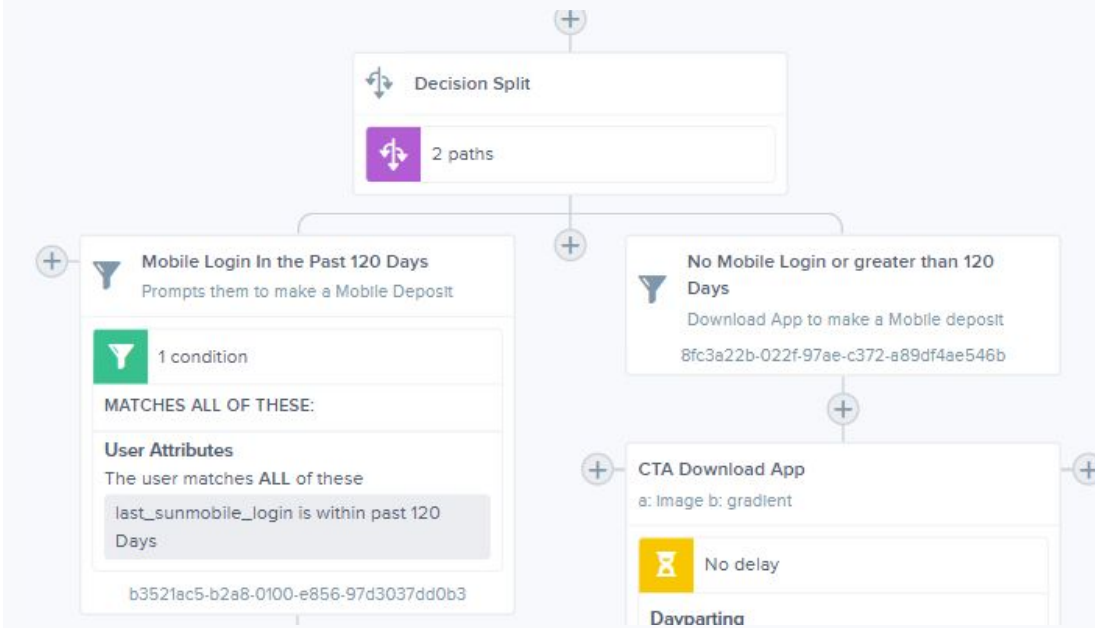 Decision Split
2 paths
Mobile Login In the Past 120 Days
Prompts them to make a Mobile Deposit
1 condition
MATCHES ALL OF THESE:
User Attributes
The user matches ALL of these
last_sunmobile_login is within past 120
Days
b3521ac5-b2a8-0100-e856-97d3037dd0b3
No Mobile Login or greater than 120
Days
Download App to make a Mobile deposit
8fc3a22b-022f-97ae-c372-a89df4ae546b
CTA Download App
a: Image b: gradient
No delay
Dayparting